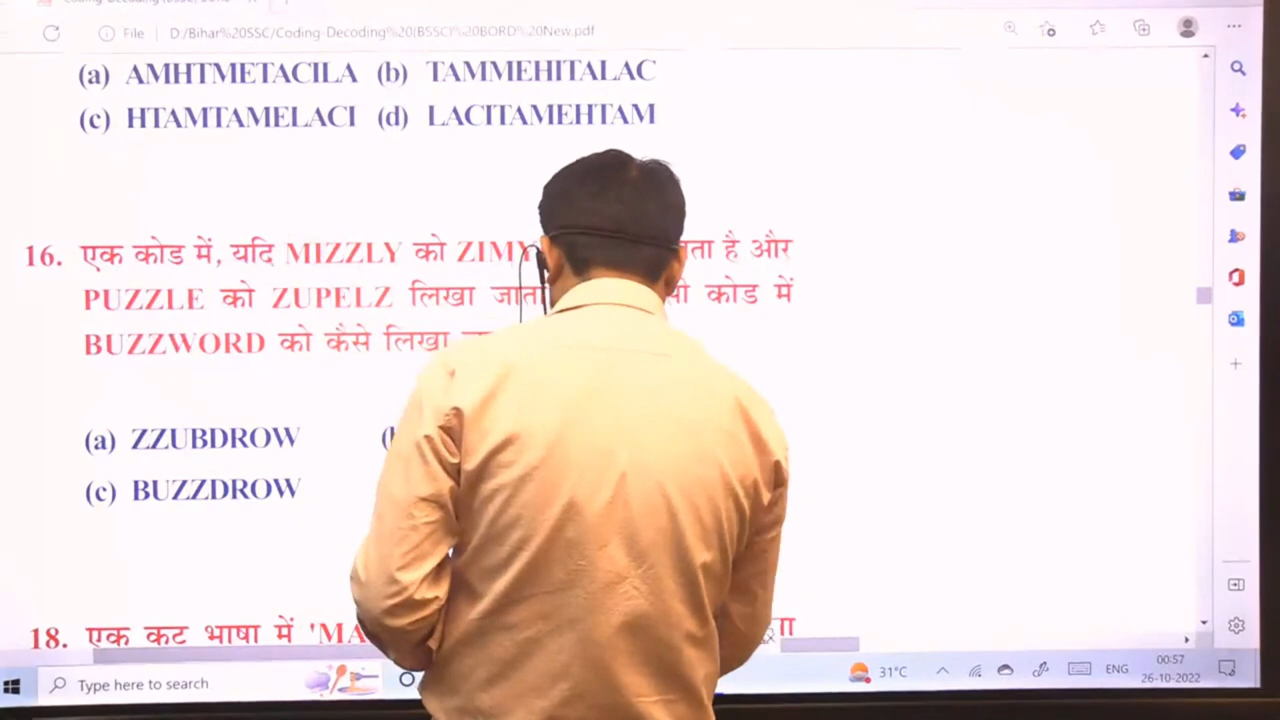 File D:/Bihar%20SSC/Coding-Decoding%20(BSSC)%20BORD%20New.pdf
(a) AMHTMETACILA (b) TAMMEHITALAC
(c) HTAMTAMELACI (d) LACITAMEHTAM
16. एक कोड में, यदि MIZZLY को है और
PUZZLE को ZUPELZ लिखा कोड में
BUZZWORD को कैसे लिखा
(a) ZZUBDROW
(c) BUZZDROW
18. एक कट भाषा में
Type here to search
31°C
ENG
00:57
26-10-2022